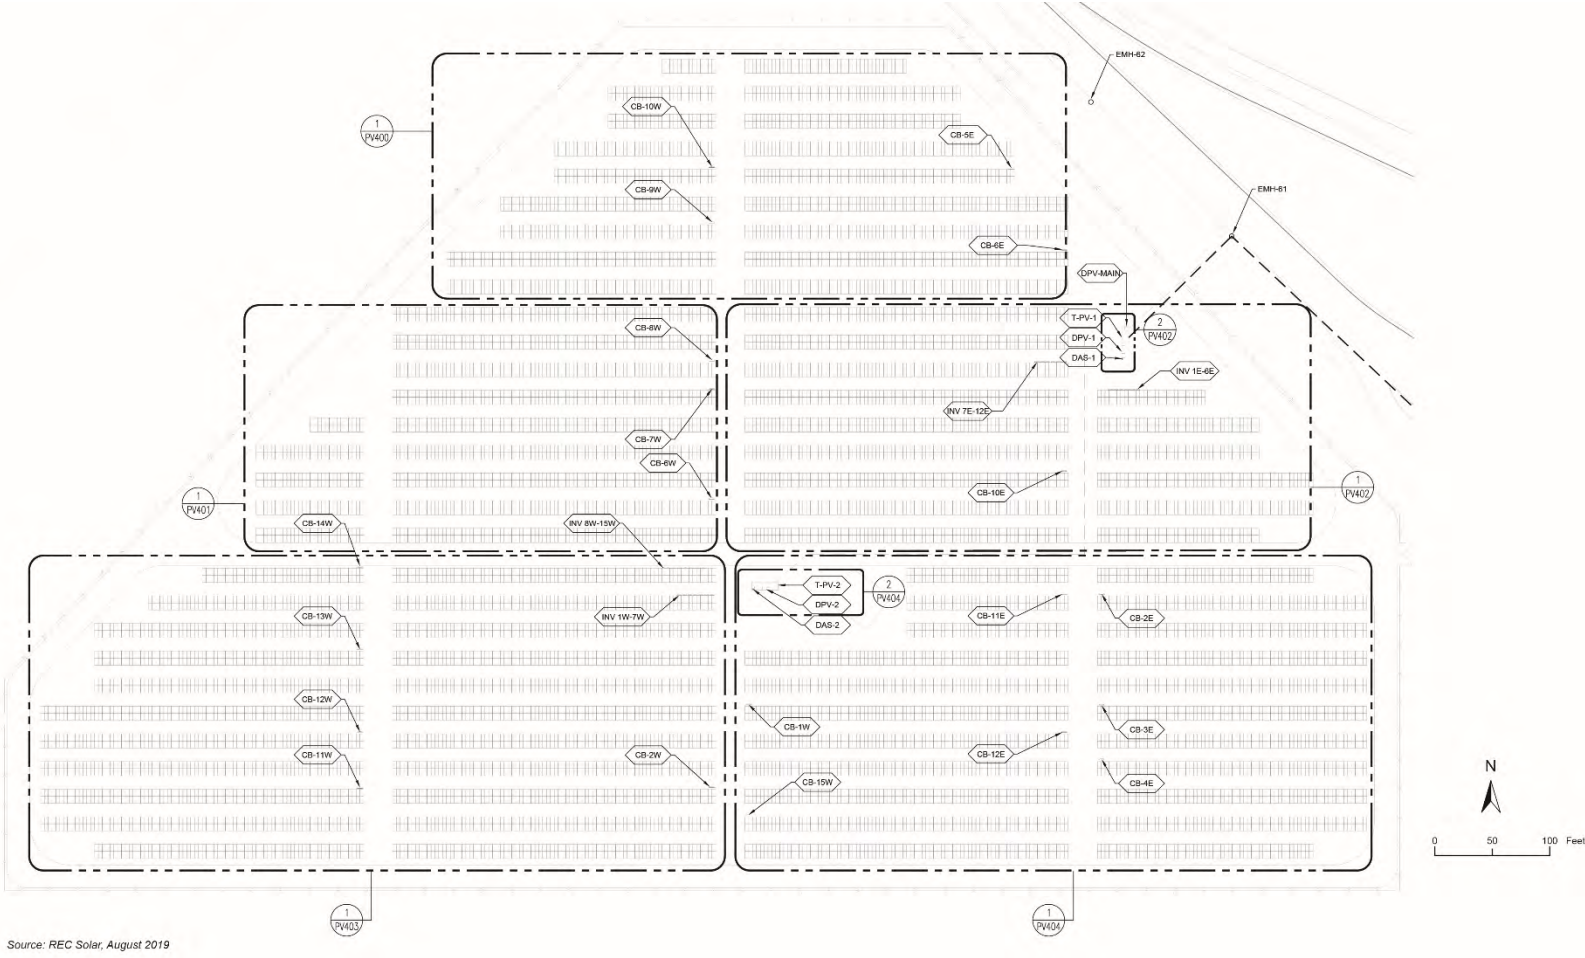 EMH-62
CB-10W
1
PV400
CB-5E
CB-9W
EMH-61
CB-6E
DPV-MAIN
T-PV-1
CB-8W
2
PV402
DPV-1
DAS-1
INV 1E-6E
INV 7E-12E
CB-7W
CB-6W
1
PV402
CB-10E
1
PV401
CB-14W
INV 8W-15W
T-PV-2
2
PV404
DPV-2
CB-13W
INV 1W-7W
CB-11E
CB-2E
DAS-2
CB-12W
CB-1W
CB-3E
CB-11W
CB-2W
CB-12E
N
CB-15W
CB-4E
0 50 100 Feet
1
PV403
1
PV404
Source: REC Solar, August 2019